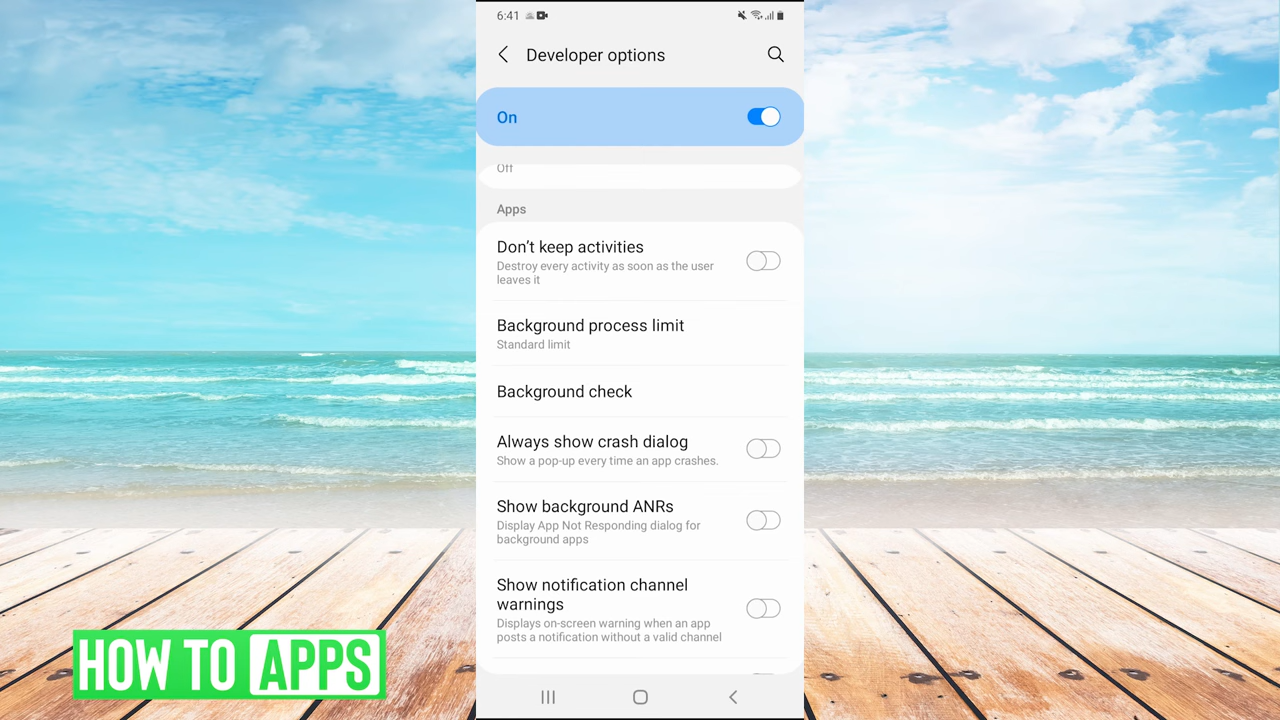 6:41
Developer options
On
Off
Apps
Don’t keep activities
Destroy every activity as soon as the user
leaves it
Background process limit
Standard limit
Background check
Always show crash dialog
Show a pop-up every time an app crashes.
Show background ANRs
Display App Not Responding dialog for
background apps
Show notification channel
warnings
Displays on-screen warning when an app
posts a notification without a valid channel
HOW TO APPS